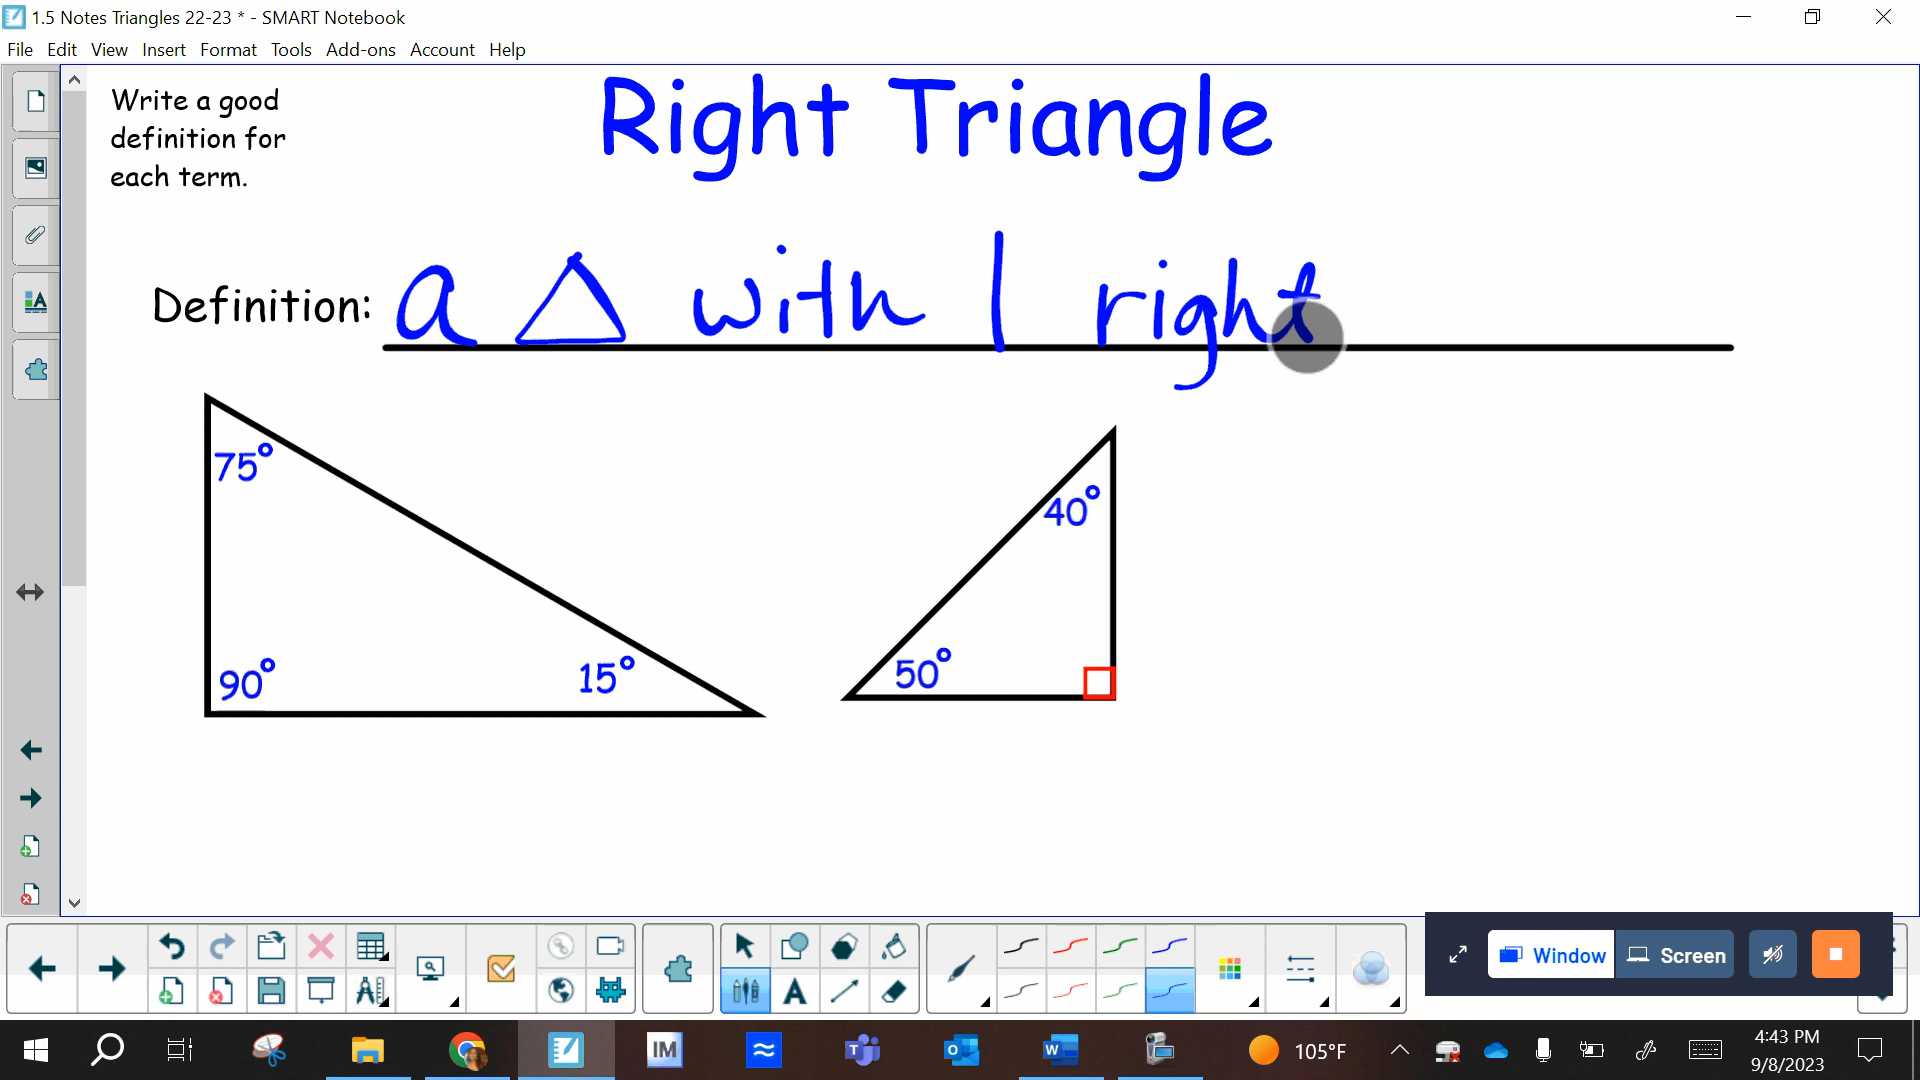 1.5 Notes Triangles 22-23 * - SMART Notebook
File Edit View Insert Format Tools Add-ons Account Help
Write a good
definition for
each term.
Right Triangle
Definition: a △ with 1 right
75°
90°
15°
40°
50°
Window
Screen
IM
105°F
4:43 PM
9/8/2023